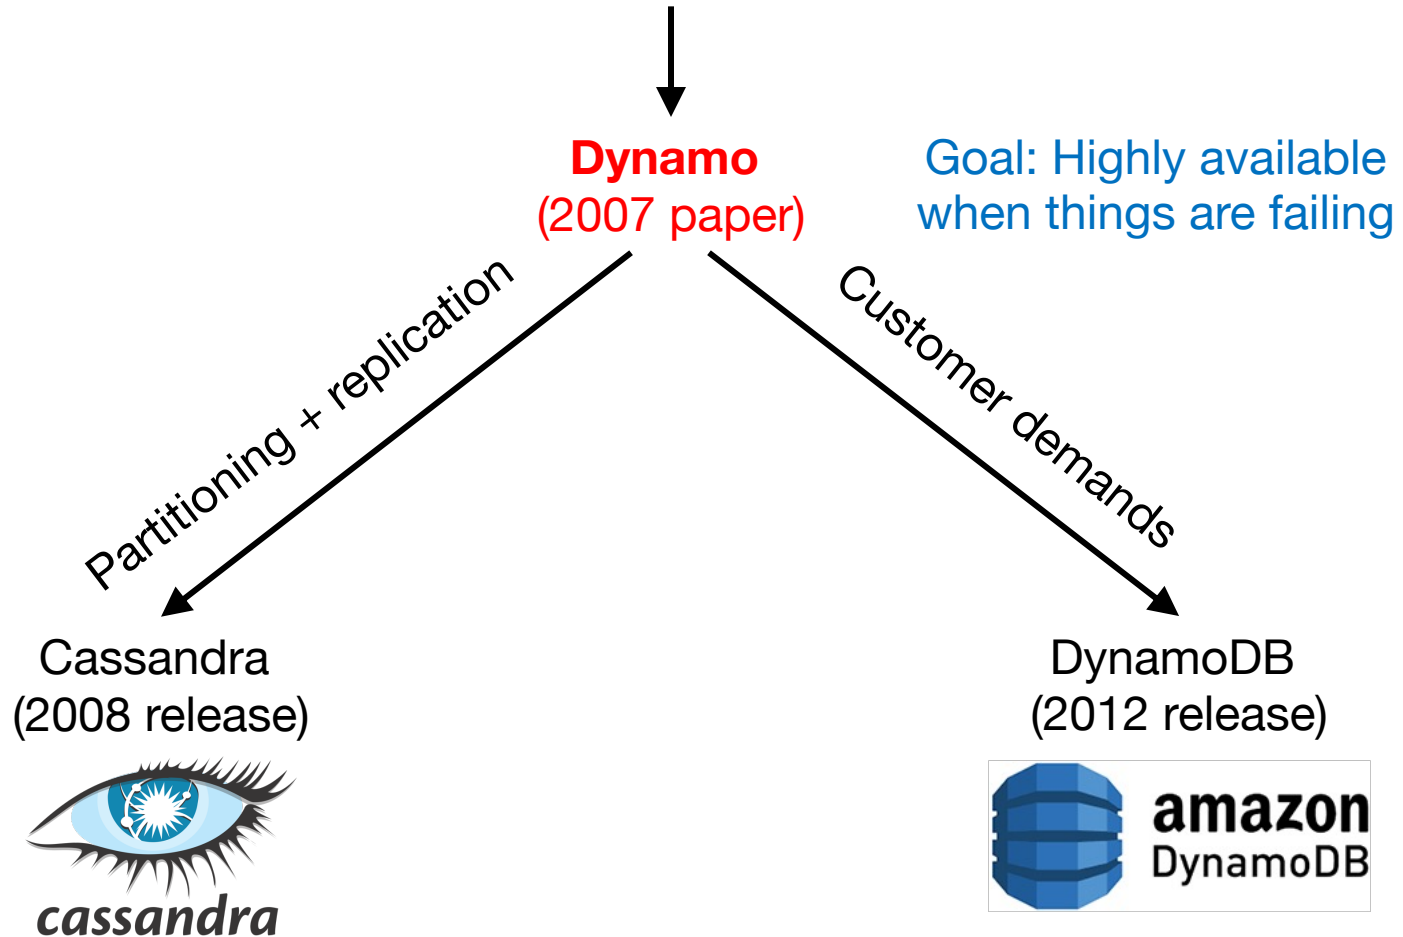 Dynamo
(2007 paper)
Goal: Highly available
when things are failing
Partitioning + replication
Customer demands
Cassandra
(2008 release)
DynamoDB
(2012 release)
cassandra
amazon
DynamoDB